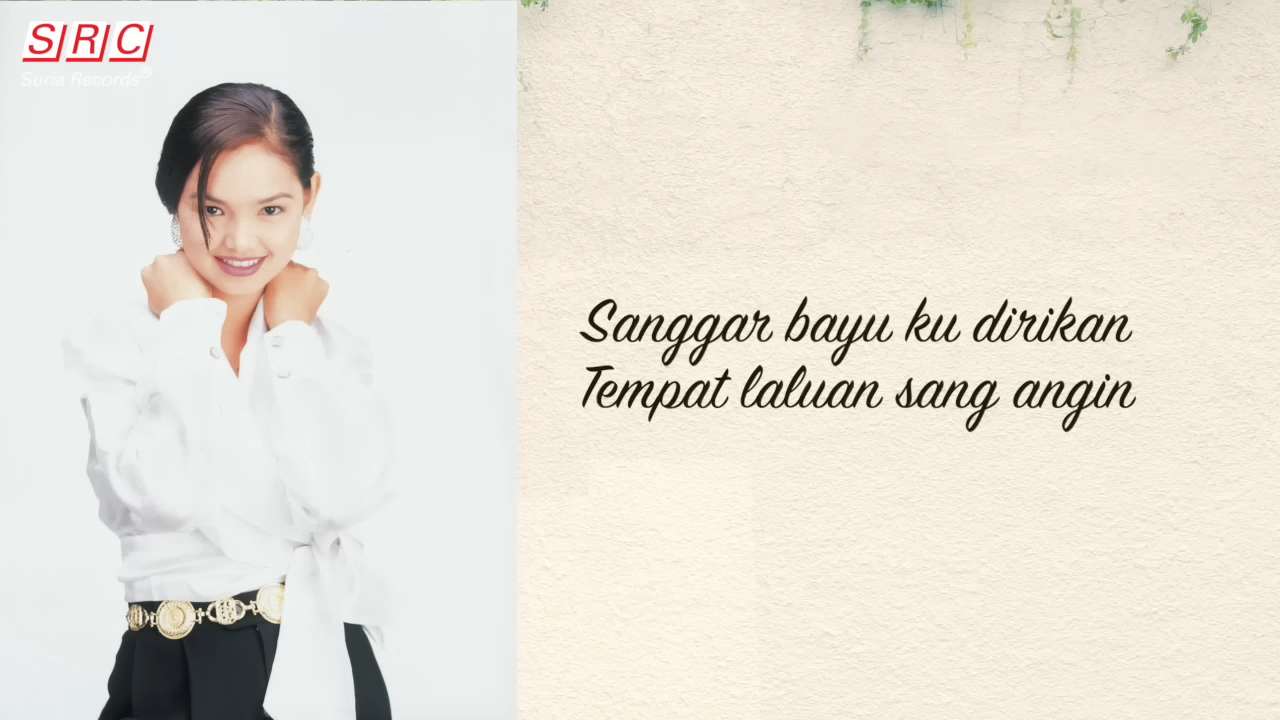 SRC
Suria Records®
Sanggar bayu ku dirikan
Tempat laluan sang angin